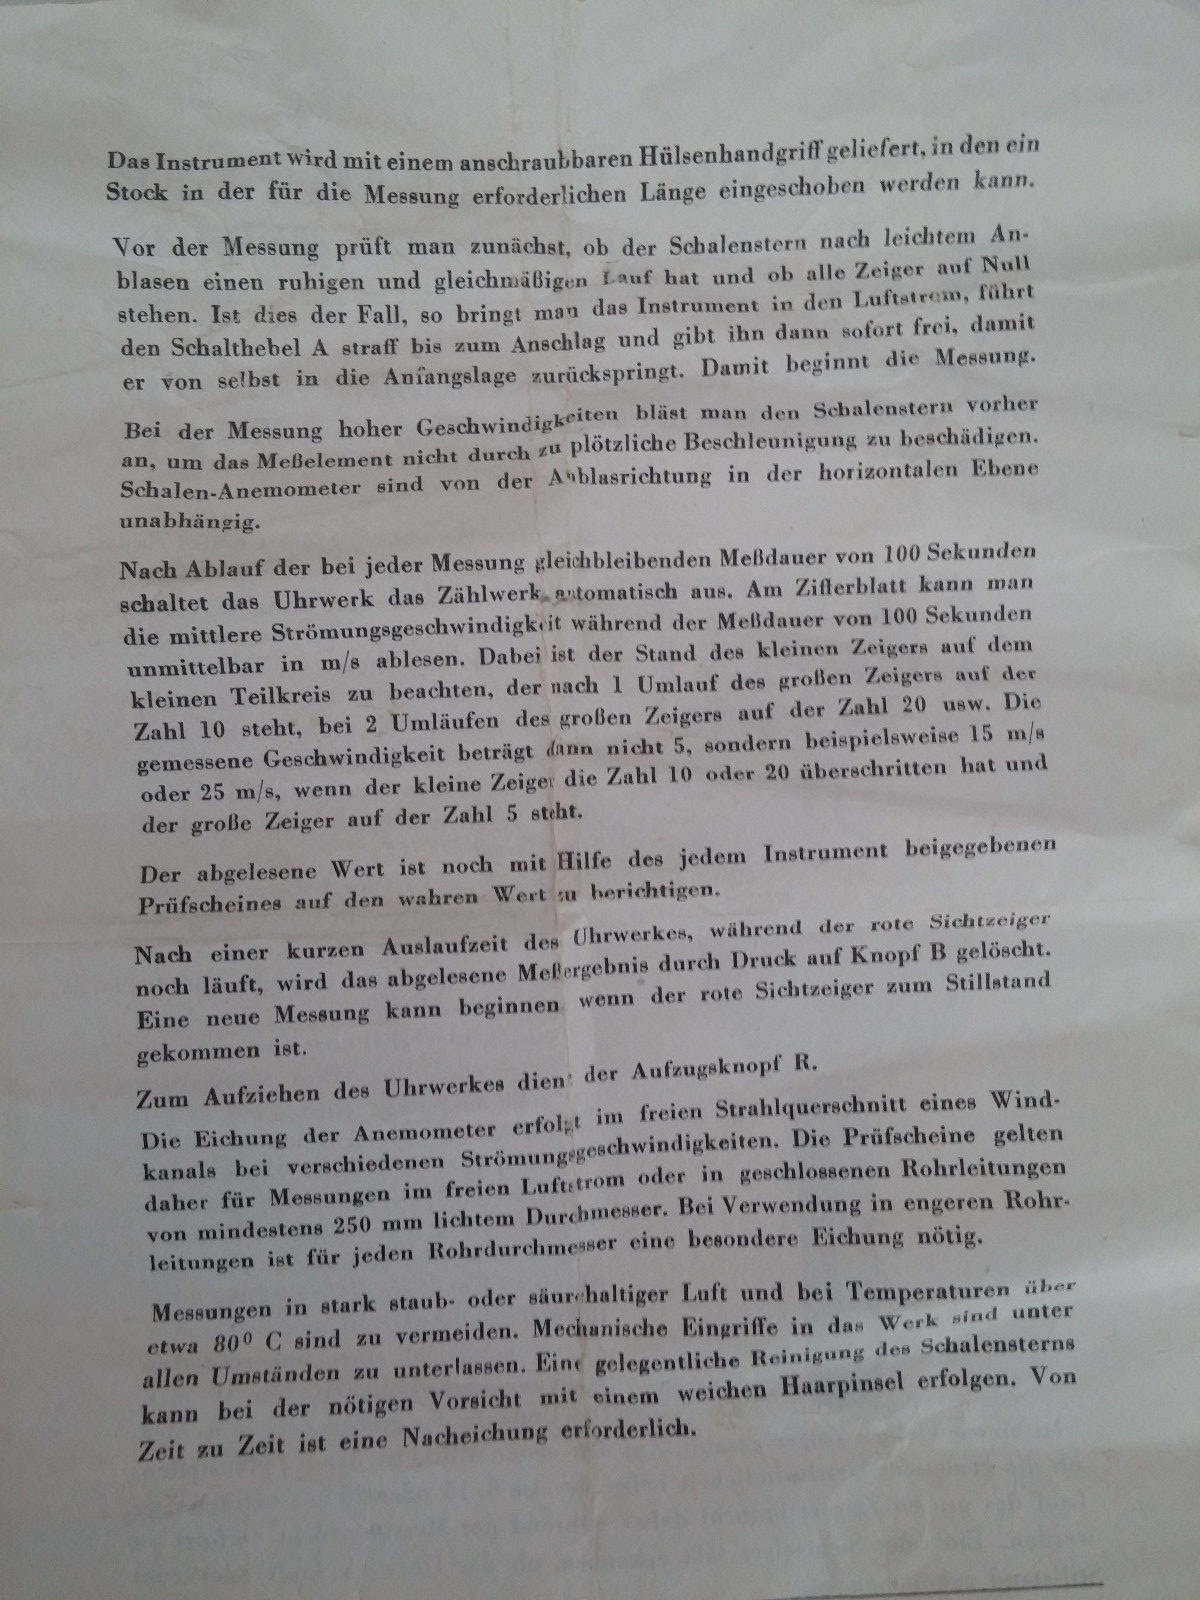 Das Instrument wird mit einem anschraubbaren Hülsenhandgriff geliefert, in den ein
Stock in der für die Messung erforderlichen Länge eingeschoben werden kann.
Vor der Messung prüft man zunächst, ob der Schalenstern nach leichtem An-
blasen einen ruhigen und gleichmäßigen Lauf hat und ob alle Zeiger auf Null
stehen. Ist dies der Fall, so bringt man das Instrument in den Luftstrom, führt
den Schalthebel A straff bis zum Anschlag und gibt ihn dann sofort frei, damit
er von selbst in die Anfangslage zurückspringt. Damit beginnt die Messung.
Bei der Messung hoher Geschwindigkeiten bläst man den Schalenstern vorher
an, um das Meßelement nicht durch zu plötzliche Beschleunigung zu beschädigen.
Schalen-Anemometer sind von der Anblasrichtung in der horizontalen Ebene
unabhängig.
Nach Ablauf der bei jeder Messung gleichbleibenden Meßdauer von 100 Sekunden
schaltet das Uhrwerk das Zählwerk automatisch aus. Am Zifferblatt kann man
die mittlere Strömungsgeschwindigkeit während der Meßdauer von 100 Sekunden
unmittelbar in m/s ablesen. Dabei ist der Stand des kleinen Zeigers auf dem
kleinen Teilkreis zu beachten, der nach 1 Umlauf des großen Zeigers auf der
Zahl 10 steht, bei 2 Umläufen des großen Zeigers auf der Zahl 20 usw. Die
gemessene Geschwindigkeit beträgt dann nicht 5, sondern beispielsweise 15 m/s
oder 25 m/s, wenn der kleine Zeiger die Zahl 10 oder 20 überschritten hat und
der große Zeiger auf der Zahl 5 steht.
Der abgelesene Wert ist noch mit Hilfe des jedem Instrument beigegebenen
Prüfscheines auf den wahren Wert zu berichtigen.
Nach einer kurzen Auslaufzeit des Uhrwerkes, während der rote Sichtzeiger
noch läuft, wird das abgelesene Meßergebnis durch Druck auf Knopf B gelöscht.
Eine neue Messung kann beginnen wenn der rote Sichtzeiger zum Stillstand
gekommen ist.
Zum Aufziehen des Uhrwerkes dient der Aufzugsknopf R.
Die Eichung der Anemometer erfolgt im freien Strahlquerschnitt eines Wind-
kanals bei verschiedenen Strömungsgeschwindigkeiten. Die Prüfscheine gelten
daher für Messungen im freien Luftstrom oder in geschlossenen Rohrleitungen
von mindestens 250 mm lichtem Durchmesser. Bei Verwendung in engeren Rohr-
leitungen ist für jeden Rohrdurchmesser eine besondere Eichung nötig.
Messungen in stark staub- oder säurehaltiger Luft und bei Temperaturen über
etwa 80° C sind zu vermeiden. Mechanische Eingriffe in das Werk sind unter
allen Umständen zu unterlassen. Eine gelegentliche Reinigung des Schalensterns
kann bei der nötigen Vorsicht mit einem weichen Haarpinsel erfolgen. Von
Zeit zu Zeit ist eine Nacheichung erforderlich.